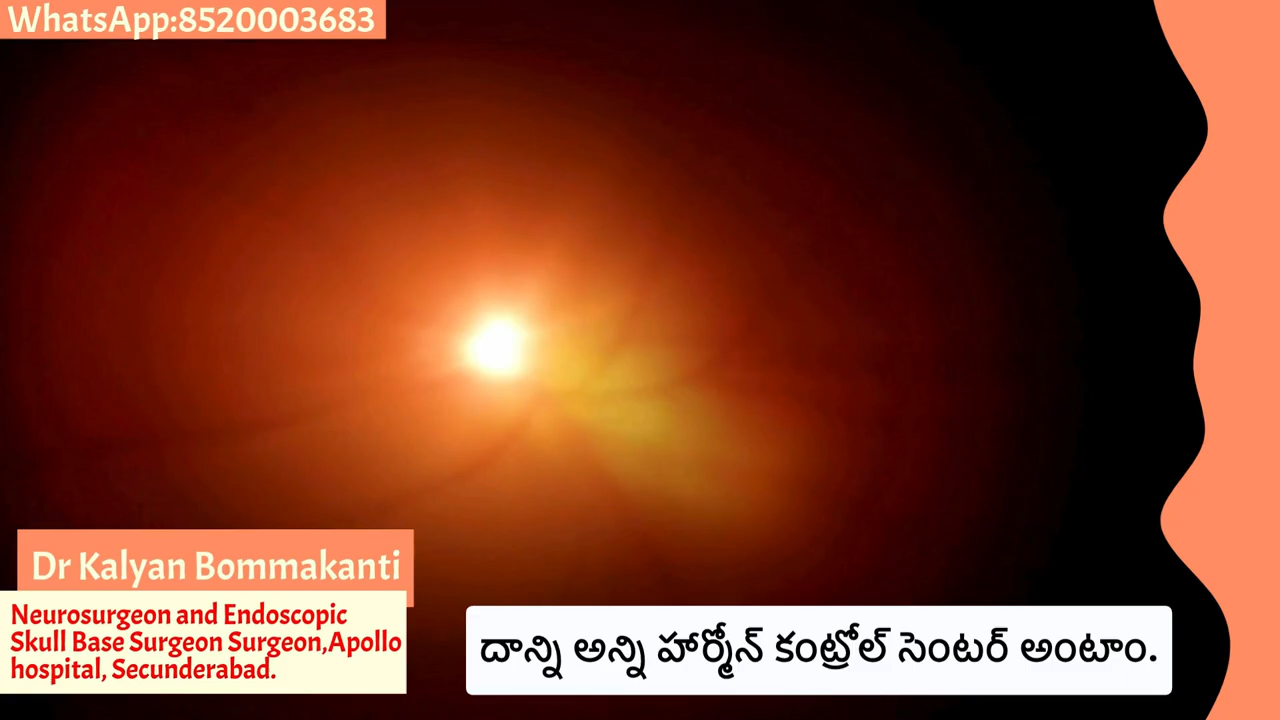 WhatsApp:8520003683
Dr Kalyan Bommakanti
Neurosurgeon and Endoscopic
Skull Base Surgeon Surgeon,Apollo
hospital, Secunderabad.
దాన్ని అన్ని హార్మోన్ కంట్రోల్ సెంటర్ అంటాం.